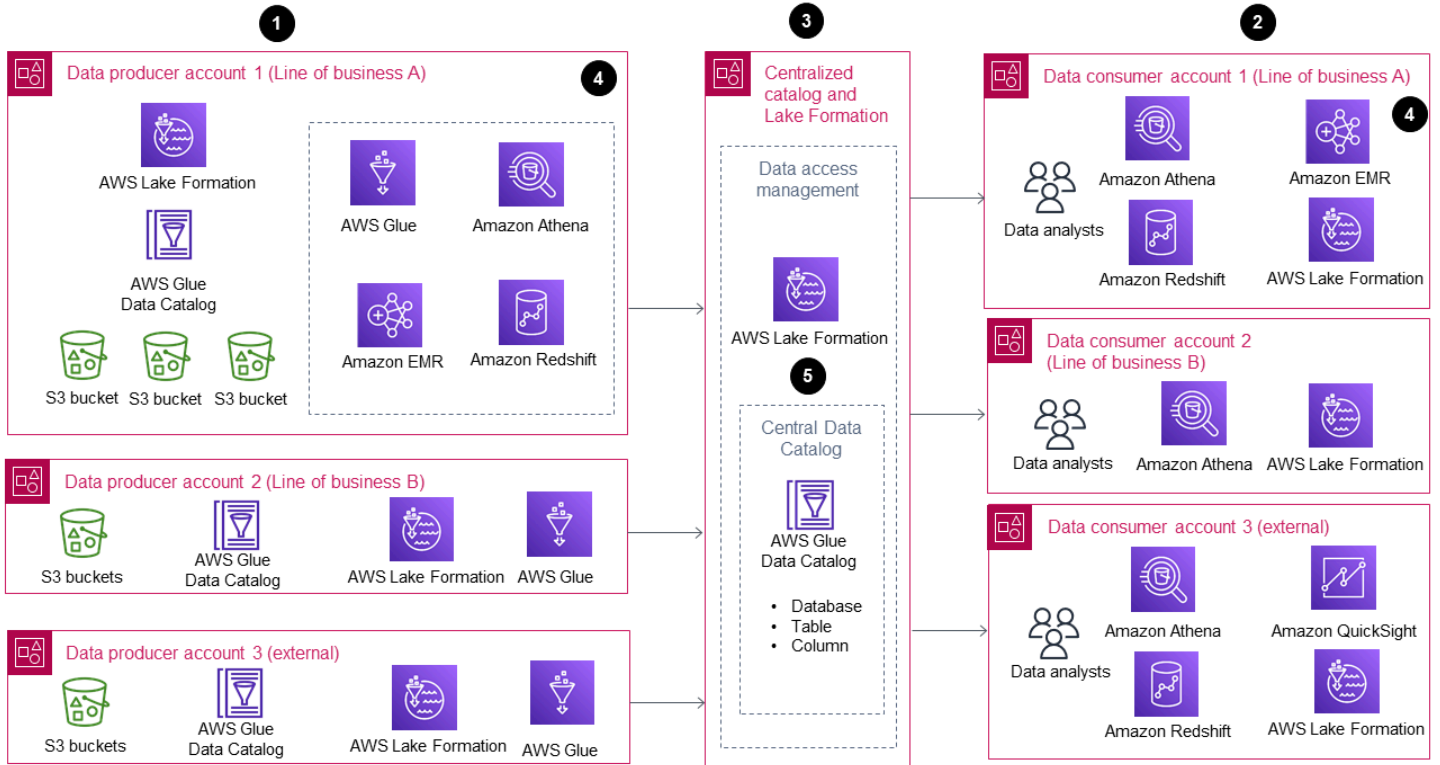 1
3
2
Data producer account 1 (Line of business A)
4
AWS Lake Formation
AWS Glue
Data Catalog
S3 bucket
S3 bucket
S3 bucket
AWS Glue
Amazon Athena
Amazon EMR
Amazon Redshift
Data producer account 2 (Line of business B)
S3 buckets
AWS Glue
Data Catalog
AWS Lake Formation
AWS Glue
Data producer account 3 (external)
S3 buckets
AWS Glue
Data Catalog
AWS Lake Formation
AWS Glue
Centralized
catalog and
Lake Formation
Data access
management
AWS Lake Formation
5
Central Data
Catalog
AWS Glue
Data Catalog
• Database
• Table
• Column
Data consumer account 1 (Line of business A)
4
Data analysts
Amazon Athena
Amazon EMR
Amazon Redshift
AWS Lake Formation
Data consumer account 2
(Line of business B)
Data analysts
Amazon Athena
AWS Lake Formation
Data consumer account 3 (external)
Data analysts
Amazon Athena
Amazon QuickSight
Amazon Redshift
AWS Lake Formation